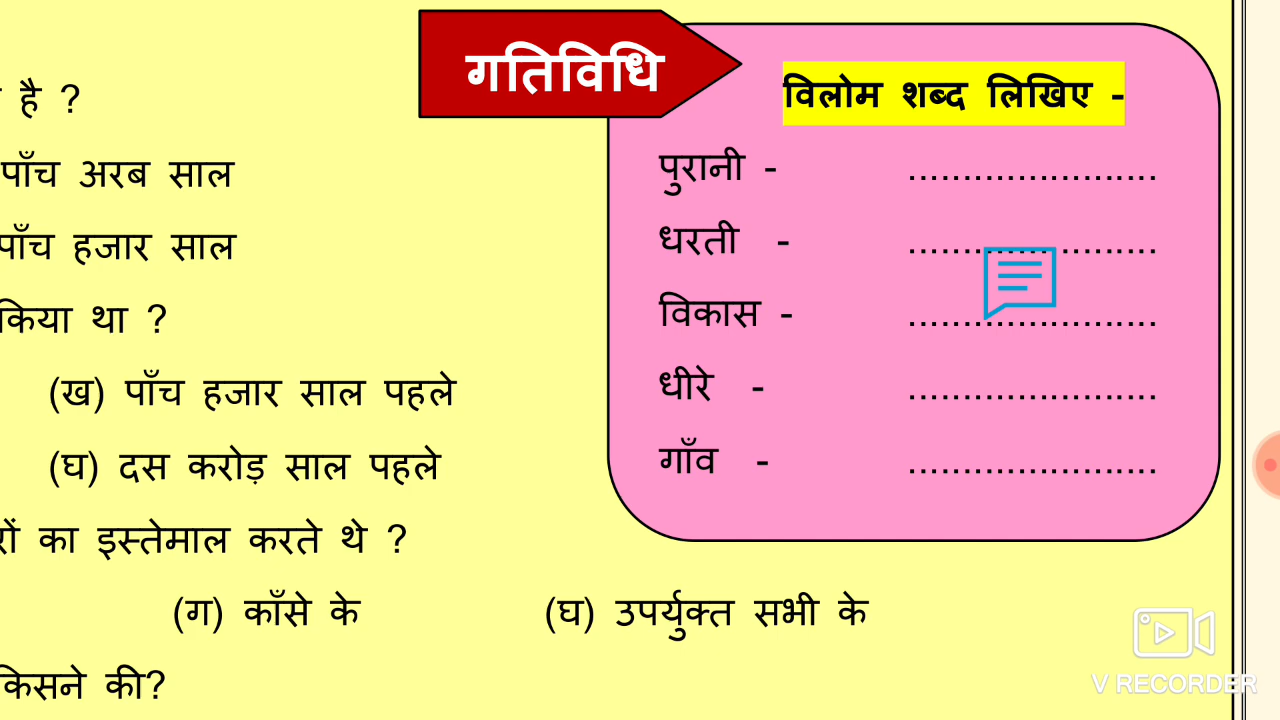 गतिविधि
विलोम शब्द लिखिए -
पुरानी - .......................
धरती - .......................
विकास - .......................
धीरे - .......................
गाँव - .......................
है ?
पाँच अरब साल
पाँच हजार साल
किया था ?
(ख) पाँच हजार साल पहले
(घ) दस करोड़ साल पहले
का इस्तेमाल करते थे ?
(ग) काँसे के (घ) उपर्युक्त सभी के
किसने की?
V RECORDER